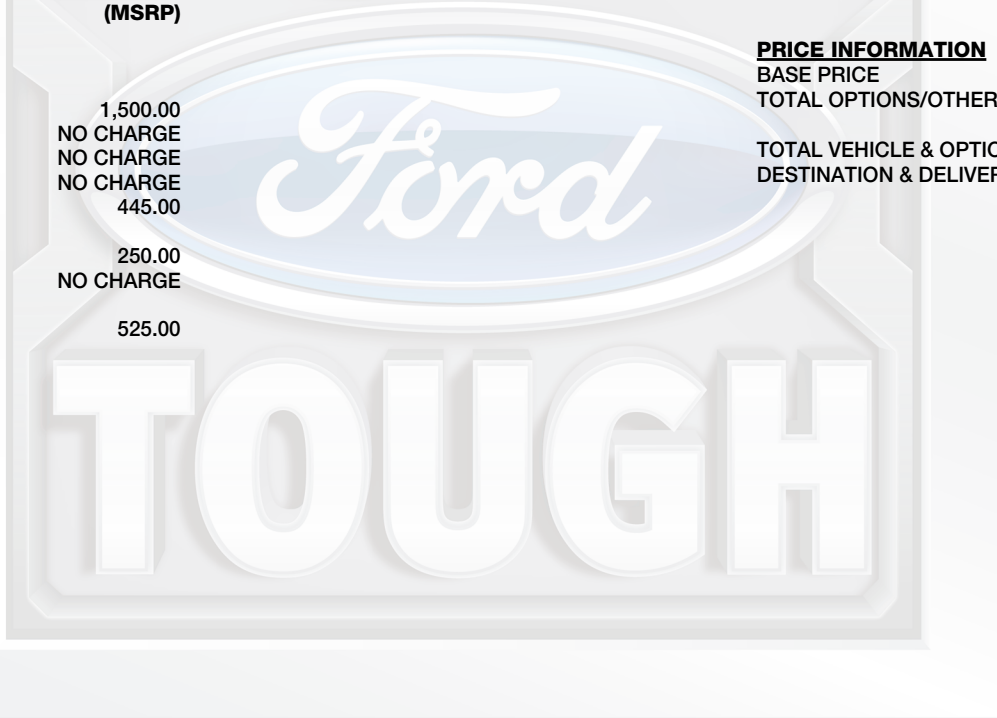 (MSRP)
1,500.00
NO CHARGE
NO CHARGE
NO CHARGE
445.00
250.00
NO CHARGE
525.00
PRICE INFORMATION
BASE PRICE
TOTAL OPTIONS/OTHER
TOTAL VEHICLE & OPTIO
DESTINATION & DELIVER
Ford
TOUGH